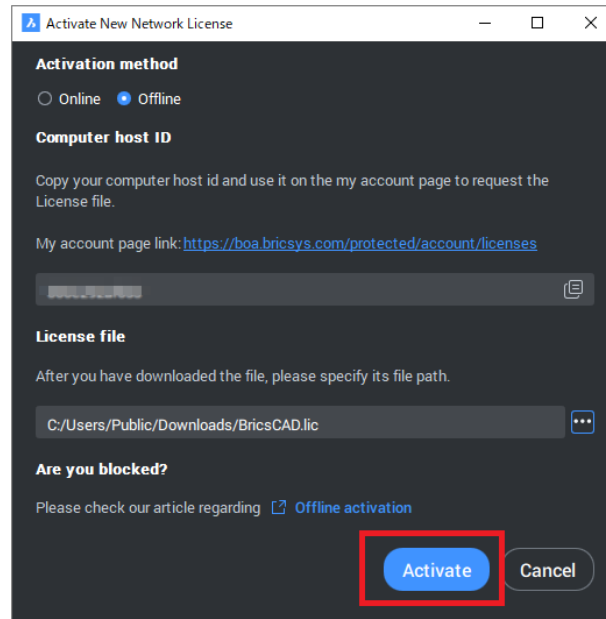 Activate New Network License
Activation method
Online Offline
Computer host ID
Copy your computer host id and use it on the my account page to request the
License file.
My account page link: https://boa.bricsys.com/protected/account/licenses
License file
After you have downloaded the file, please specify its file path.
C:/Users/Public/Downloads/BricsCAD.lic
Are you blocked?
Please check our article regarding Offline activation
Activate Cancel